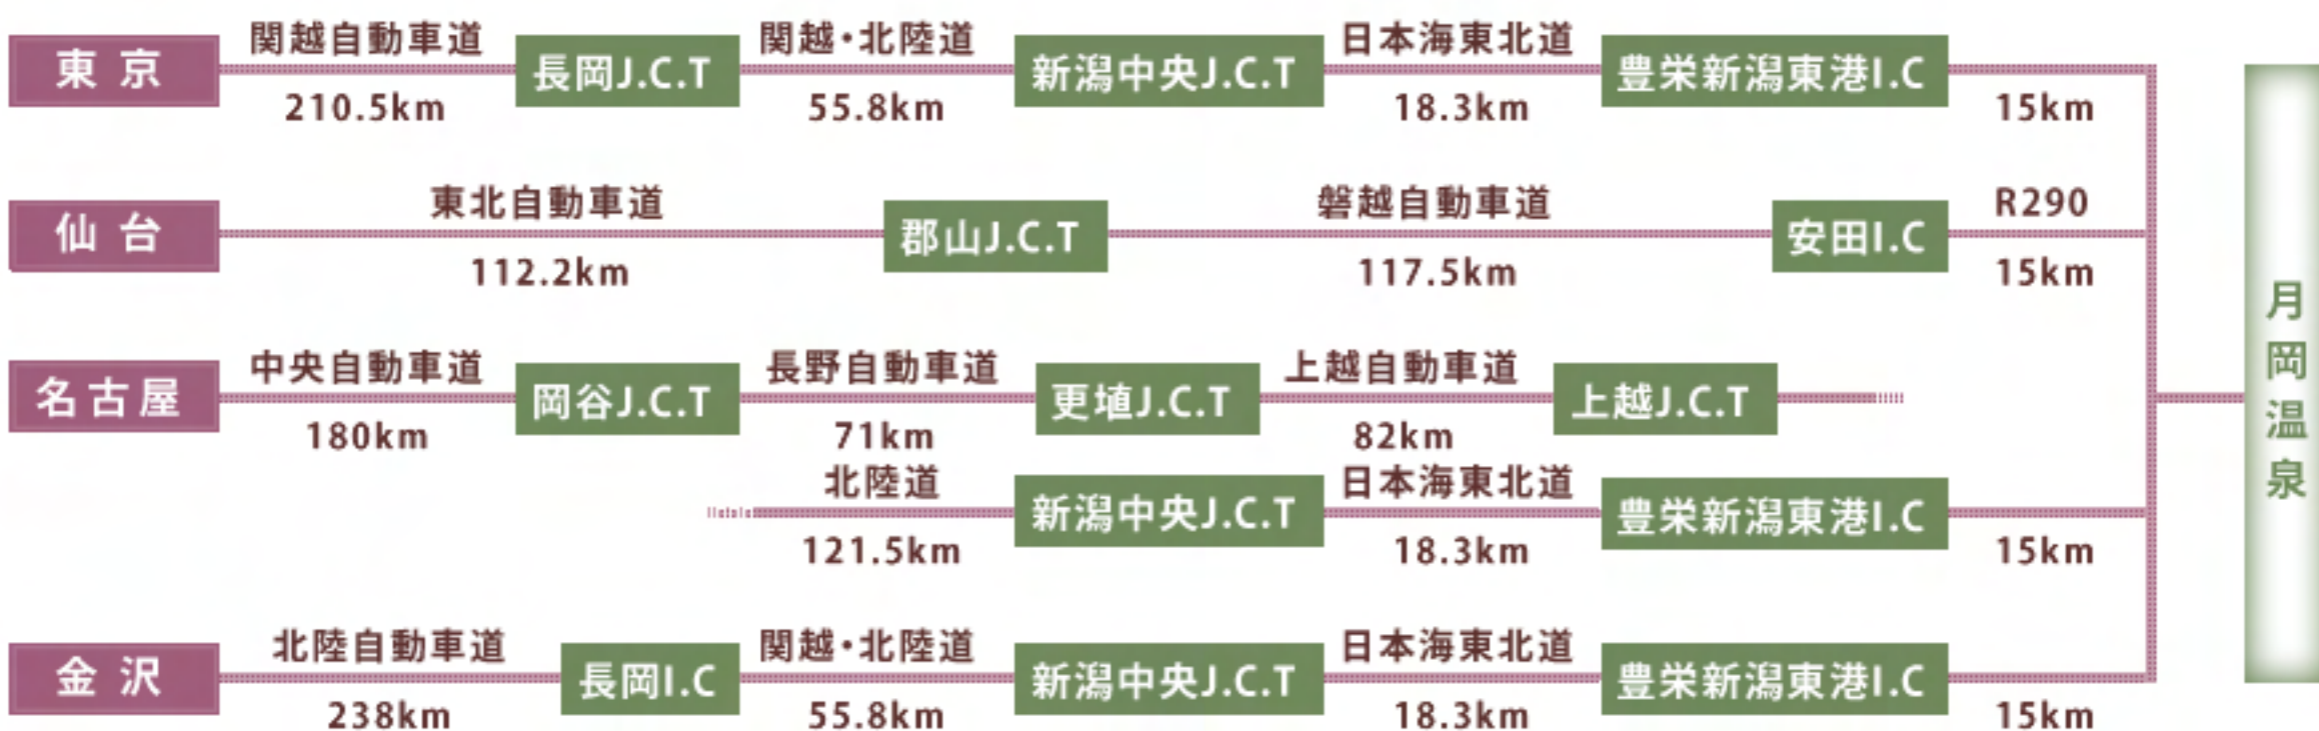 関越自動車道 関越・北陸道 日本海東北道
東京 長岡J.C.T 新潟中央J.C.T 豊栄新潟東港I.C
210.5km 55.8km 18.3km 15km
東北自動車道 磐越自動車道 R290
仙台 郡山J.C.T 安田I.C
112.2km 117.5km 15km
中央自動車道 長野自動車道 上越自動車道
名古屋 岡谷J.C.T 更埴J.C.T 上越J.C.T
180km 71km 82km
北陸道 日本海東北道
新潟中央J.C.T 豊栄新潟東港I.C
121.5km 18.3km 15km
北陸自動車道 関越・北陸道 日本海東北道
金沢 長岡I.C 新潟中央J.C.T 豊栄新潟東港I.C
238km 55.8km 18.3km 15km
月岡温泉